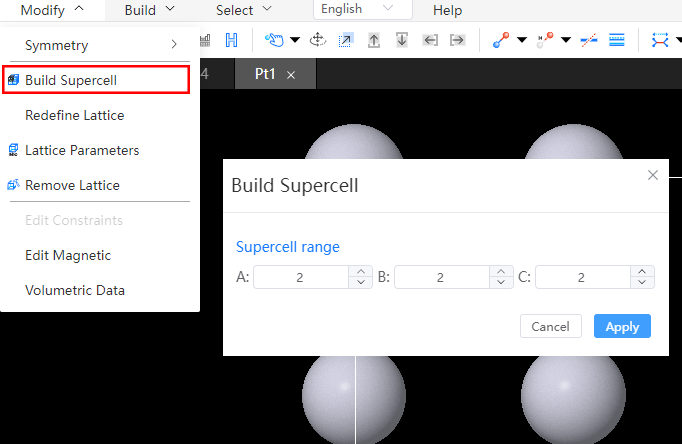 Modify Build Select English Help
Symmetry
4 Pt1
Build Supercell
Redefine Lattice
Lattice Parameters
Remove Lattice
Edit Constraints
Edit Magnetic
Volumetric Data
Build Supercell
Supercell range
A: 2 B: 2 C: 2
Cancel Apply